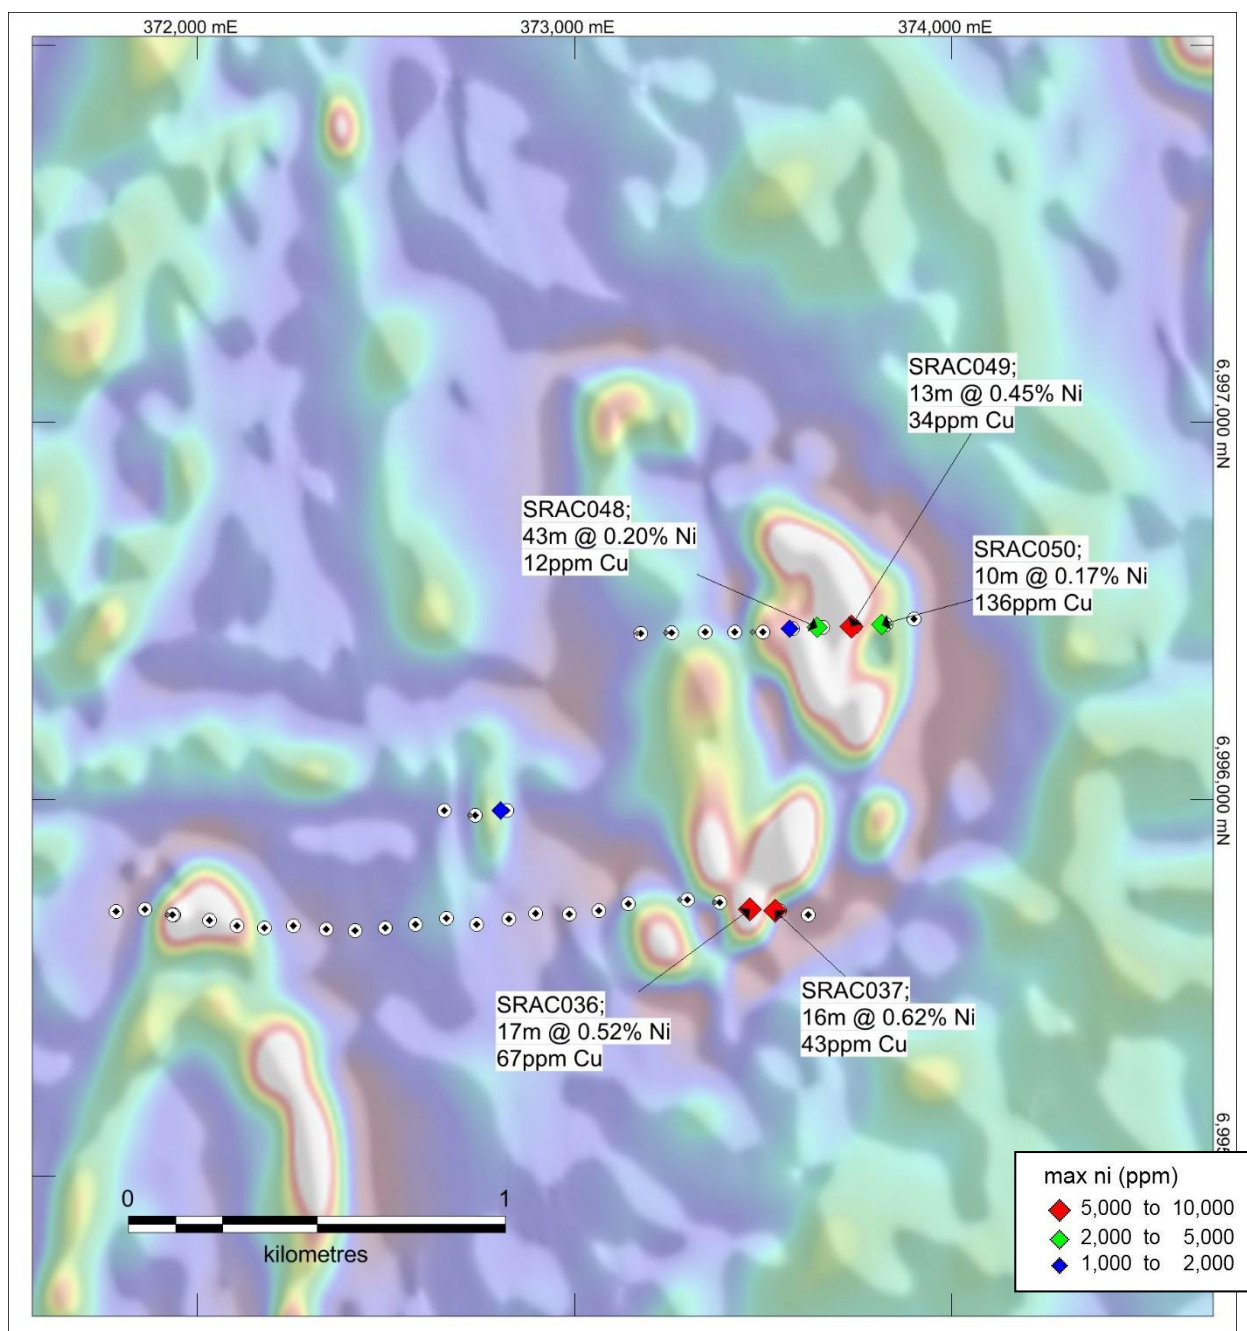 372,000 mE
373,000 mE
374,000 mE
6,997,000 mN
SRAC049;
13m @ 0.45% Ni
34ppm Cu
SRAC048;
43m @ 0.20% Ni
12ppm Cu
SRAC050;
10m @ 0.17% Ni
136ppm Cu
6,996,000 mN
SRAC036;
17m @ 0.52% Ni
67ppm Cu
SRAC037;
16m @ 0.62% Ni
43ppm Cu
6,995
0 1
kilometres
max ni (ppm)
5,000 to 10,000
2,000 to 5,000
1,000 to 2,000